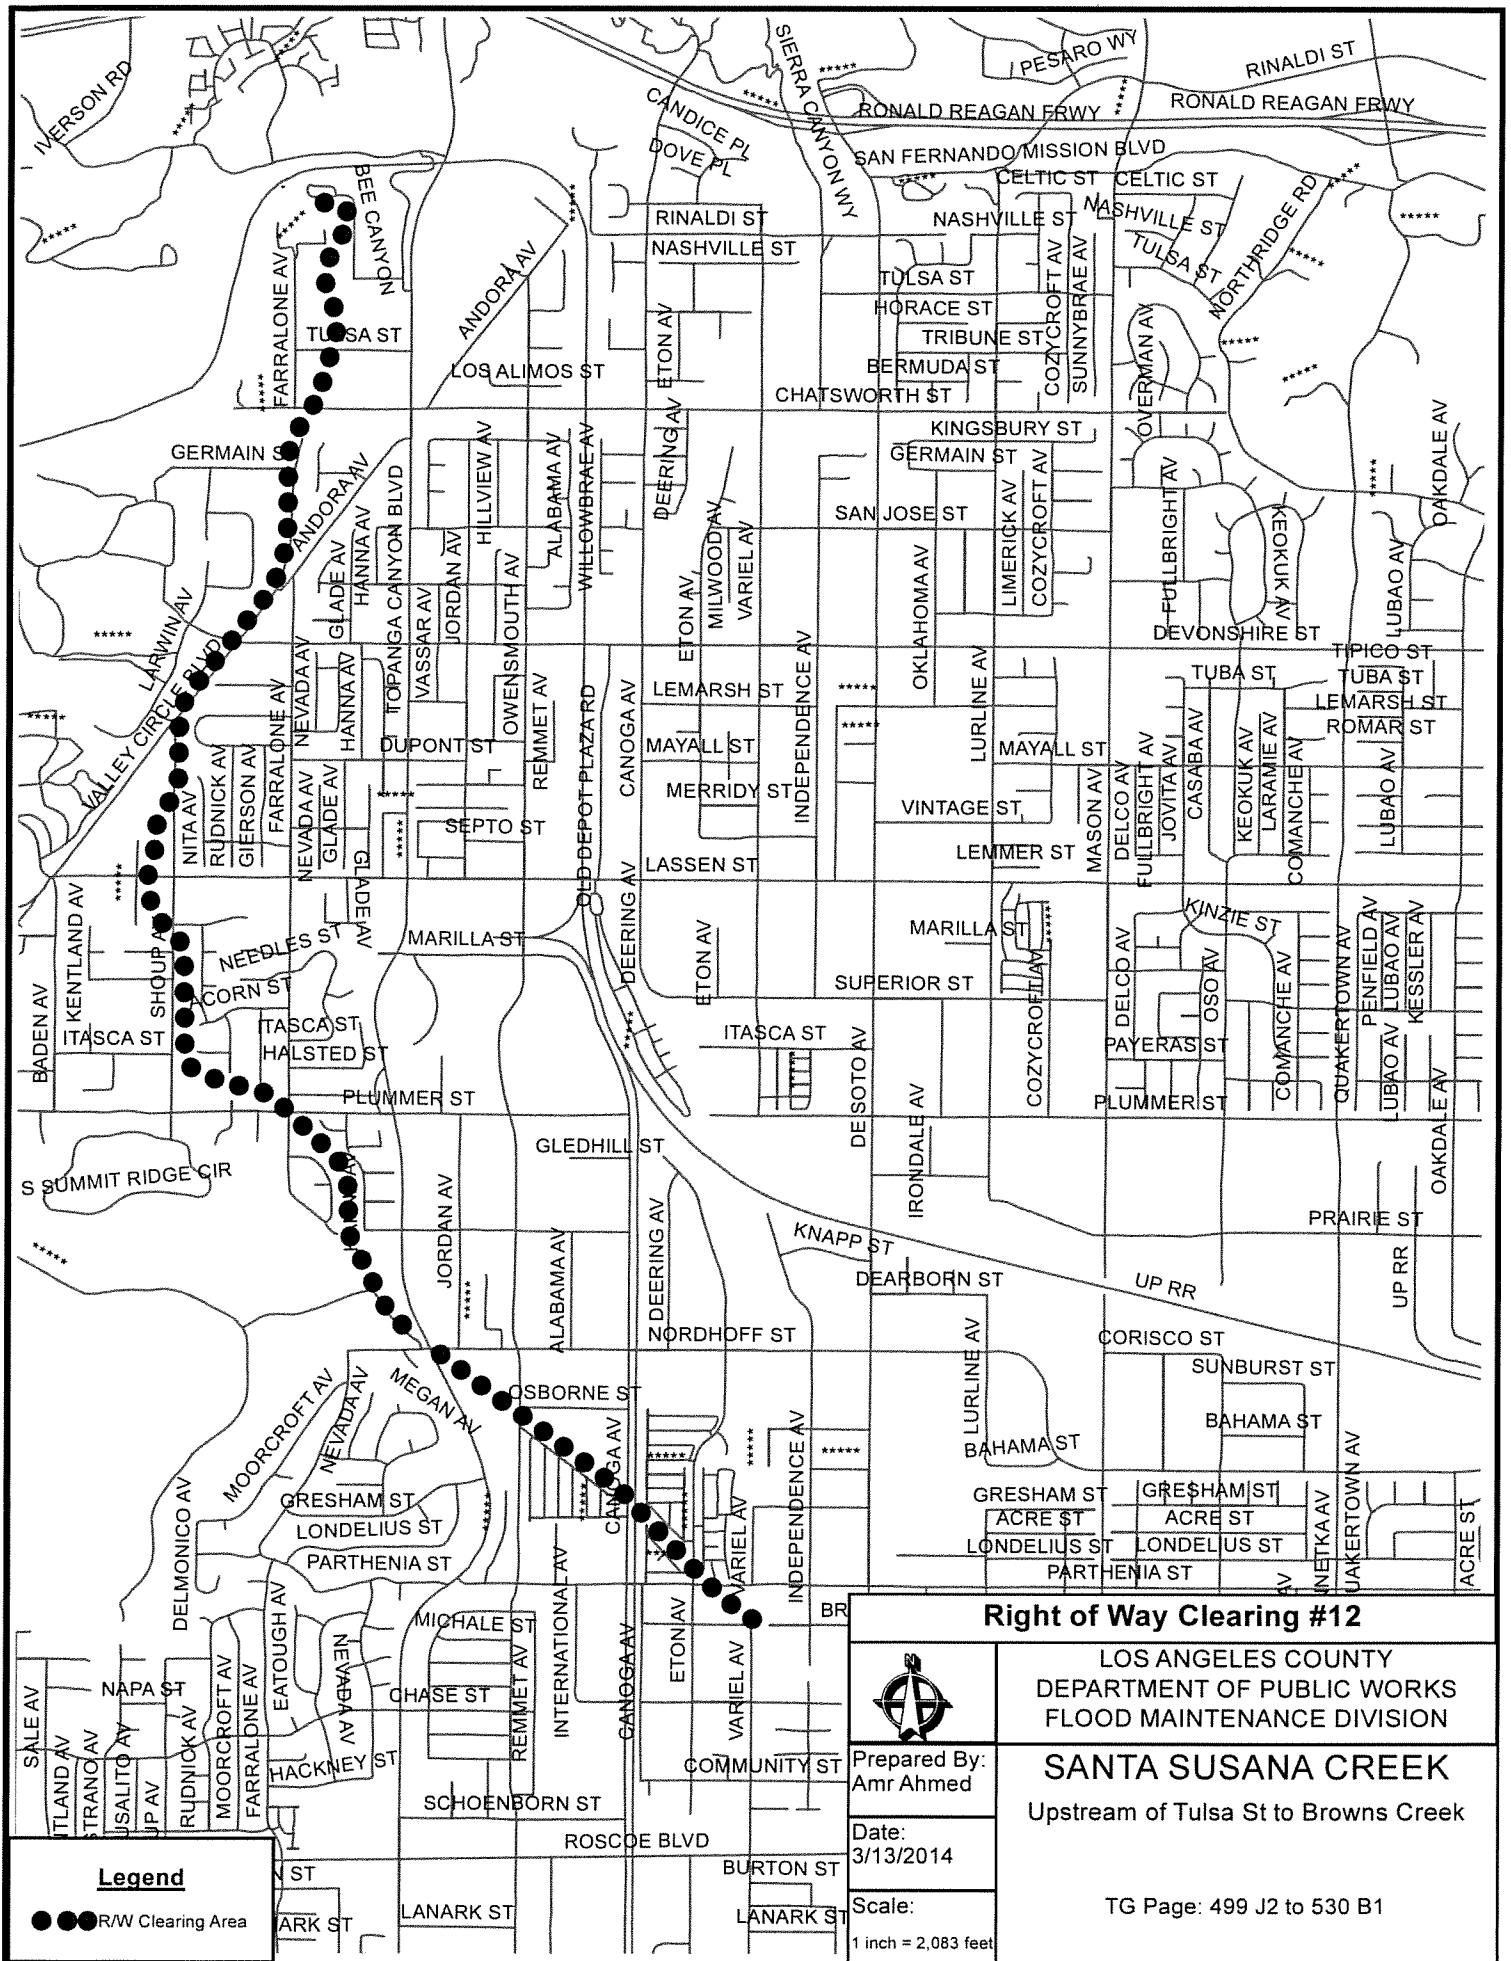 IVERSON RD
SIERRA CANYON WY
PESARO WY
RINALDI ST
RONALD REAGAN FRWY
RONALD REAGAN FRWY
CANDICE PL
DOVE PL
SAN FERNANDO MISSION BLVD
BEE CANYON
CELTIC ST
CELTIC ST
RINALDI ST
NASHVILLE ST
NASHVILLE ST
NASHVILLE ST
NORTHRIDGE RD
TULSA ST
TULSA ST
ANDORA AV
FARRALONE AV
HORACE ST
TRIBUNE ST
BERMUDA ST
COZYCROFT AV
SUNNYBRAE AV
OVERMAN AV
TULSA ST
LOS ALIMOS ST
ETON AV
CHATSWORTH ST
KINGSBURY ST
GERMAIN ST
GERMAIN ST
ANDORA AV
HILLVIEW AV
ALABAMA AV
WILLOWBRAE AV
DEERING AV
OAKDALE AV
SAN JOSE ST
MILWOOD AV
VARIEL AV
LIMERICK AV
COZYCROFT AV
FULLBRIGHT AV
KEOKUK AV
LUBAO AV
GLADE AV
HANNA AV
TOPANGA CANYON BLVD
VASSAR AV
JORDAN AV
OWENSMOUTH AV
ETON AV
OKLAHOMA AV
DEVONSHIRE ST
TIPICO ST
TUBA ST
TUBA ST
LARWIN AV
VALLEY CIRCLE BLVD
NEVADA AV
HANNA AV
FARRALONE AV
REMMET AV
OLD DEPOT PLAZA RD
CANOGA AV
LEMARSH ST
LEMARSH ST
ROMAR ST
INDEPENDENCE AV
LURLINE AV
DUPONT ST
MAYALL ST
MAYALL ST
MERRIDY ST
VINTAGE ST
LEMMER ST
NITA AV
RUDNICK AV
GIERSON AV
NEVADA AV
GLADE AV
GLADE AV
SEPTO ST
LASSEN ST
MASON AV
DELCO AV
FULLBRIGHT AV
JOVITA AV
CASABA AV
KEOKUK AV
LARAMIE AV
COMANCHE AV
LUBAO AV
KENTLAND AV
NEEDLES ST
MARILLA ST
MARILLA ST
DEERING AV
ETON AV
KINZIE ST
ACORN ST
SUPERIOR ST
DELCO AV
OSO AV
COMANCHE AV
QUAKERTOWN AV
PENFIELD AV
LUBAO AV
KESSLER AV
BADEN AV
ITASCA ST
ITASCA ST
HALSTED ST
ITASCA ST
DE SOTO AV
COZYCROFT AV
PAYERAS ST
LUBAO AV
OAKDALE AV
PLUMMER ST
PLUMMER ST
GLEDHILL ST
IRONDALE AV
S SUMMIT RIDGE CIR
JORDAN AV
ALABAMA AV
DEERING AV
KNAPP ST
DEARBORN ST
PRAIRIE ST
UP RR
UP RR
NORDHOFF ST
CORISCO ST
SUNBURST ST
LURLINE AV
MEGAN AV
OSBORNE ST
BAHAMA ST
BAHAMA ST
MOORCROFT AV
NEVADA AV
CANOGA AV
INDEPENDENCE AV
DELMONICO AV
GRESHAM ST
GRESHAM ST
GRESHAM ST
ACRE ST
ACRE ST
ACRE ST
LONDELIUS ST
LONDELIUS ST
LONDELIUS ST
PARTHENIA ST
PARTHENIA ST
VARIEL AV
NETKA AV
UAKERTOWN AV
AV
BR
EATOUGH AV
MICHALE ST
INTERNATIONAL AV
CANOGA AV
ETON AV
VARIEL AV
NEVADA AV
REMMET AV
NAPA ST
CHASE ST
SALE AV
NTLAND AV
STRANO AV
USALITO AV
UP AV
RUDNICK AV
MOORCROFT AV
FARRALONE AV
HACKNEY ST
COMMUNITY ST
SCHOENBORN ST
ROSCOE BLVD
BURTON ST
N ST
ARK ST
LANARK ST
LANARK ST
Legend
R/W Clearing Area
Right of Way Clearing #12
N
LOS ANGELES COUNTY
DEPARTMENT OF PUBLIC WORKS
FLOOD MAINTENANCE DIVISION
Prepared By:
Amr Ahmed
Date:
3/13/2014
Scale:
1 inch = 2,083 feet
SANTA SUSANA CREEK
Upstream of Tulsa St to Browns Creek
TG Page: 499 J2 to 530 B1